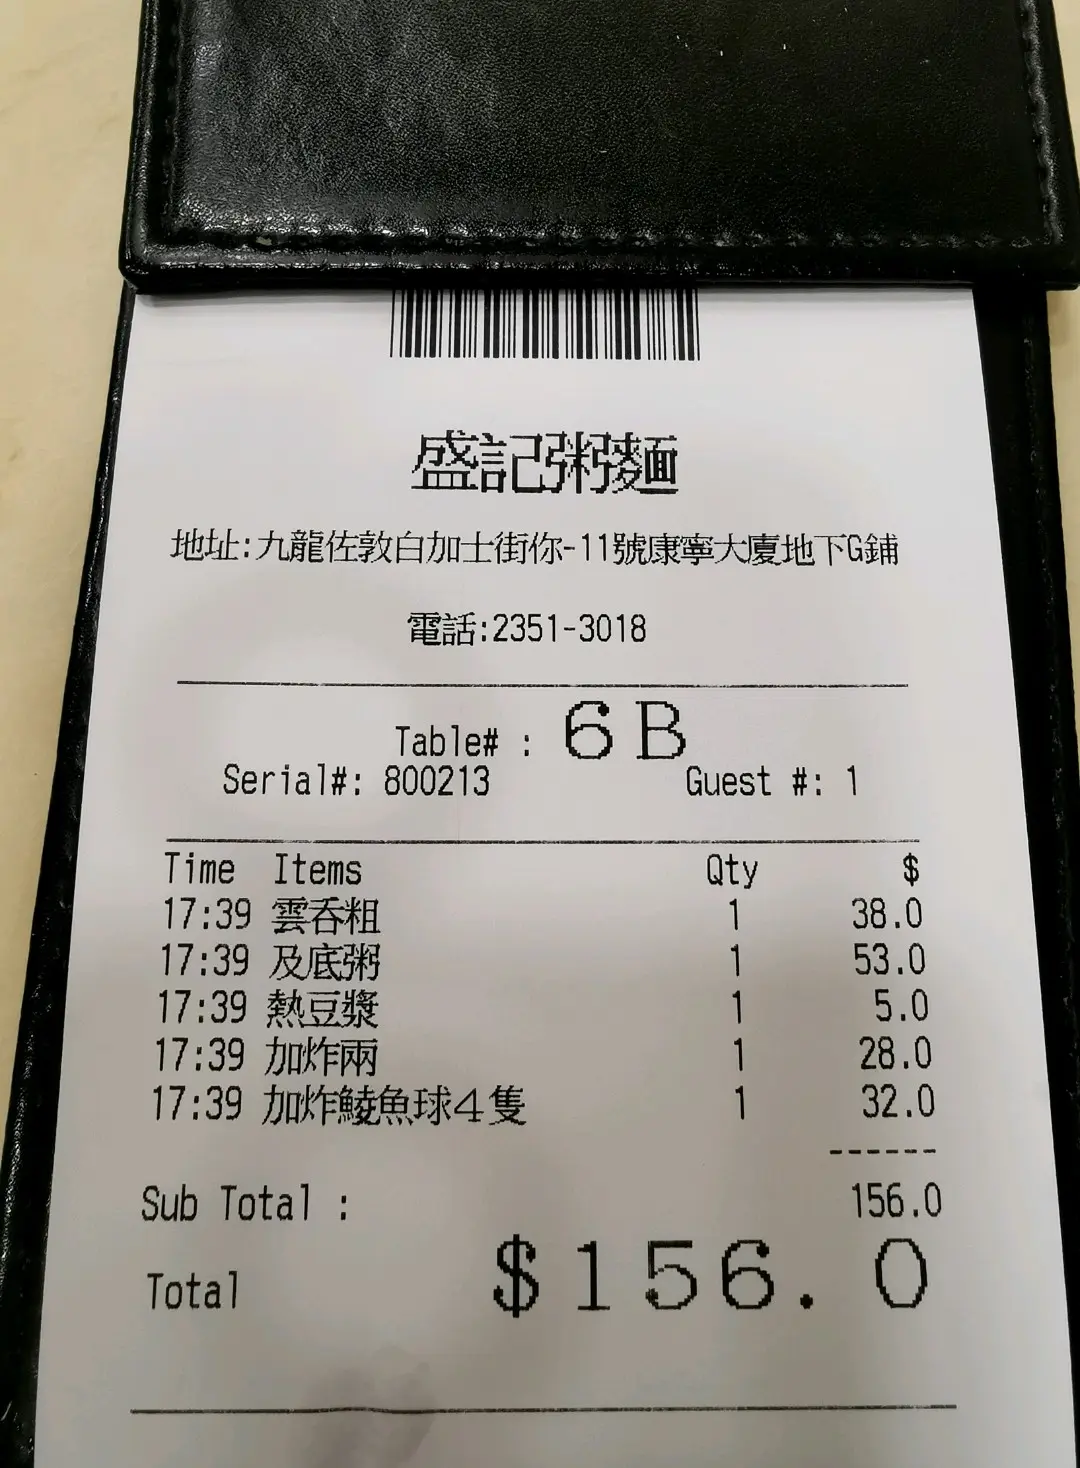 盛記粥麵
地址:九龍佐敦白加士街你-11號康寧大廈地下G鋪
電話:2351-3018
Table# : 6B
Serial#: 800213 Guest #: 1
Time Items Qty $
17:39 雲吞粗 1 38.0
17:39 及底粥 1 53.0
17:39 熱豆漿 1 5.0
17:39 加炸兩 1 28.0
17:39 加炸鯪魚球4隻 1 32.0
------
Sub Total : 156.0
Total $156.0